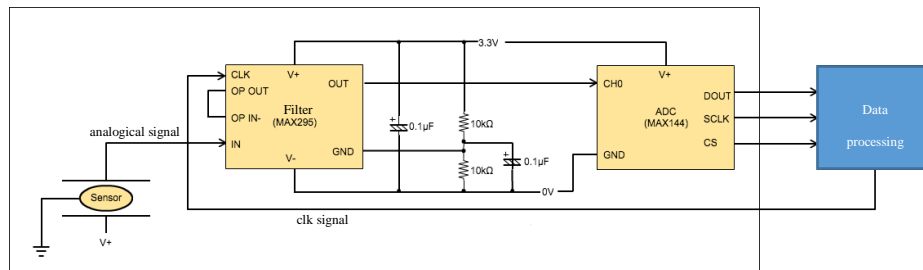 3.3V
CLK
V+
OP OUT
OUT
Filter
(MAX295)
OP IN-
IN
GND
V-
0.1µF
10kΩ
10kΩ
0.1µF
0V
V+
CH0
ADC
(MAX144)
DOUT
SCLK
CS
GND
Data
processing
analogical signal
Sensor
V+
clk signal